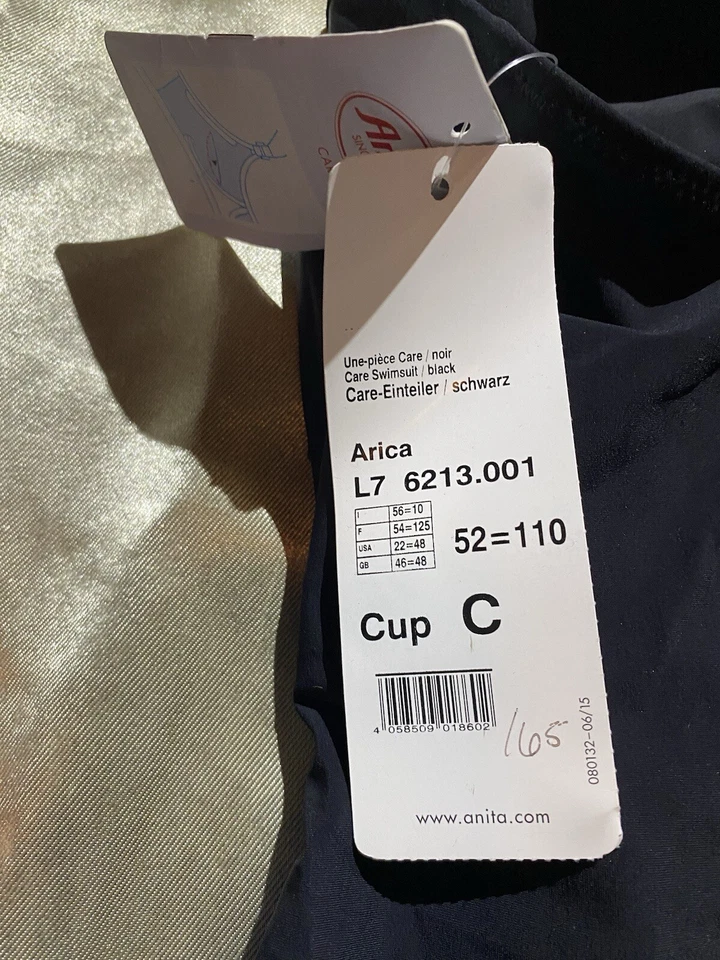 Une-pièce Care / noir
Care Swimsuit / black
Care-Einteiler / schwarz
Arica
L7 6213.001
I 56=10
F 54=125
USA 22=48
GB 46=48
52=110
Cup C
4 058509 018602
165
080132-06/15
www.anita.com